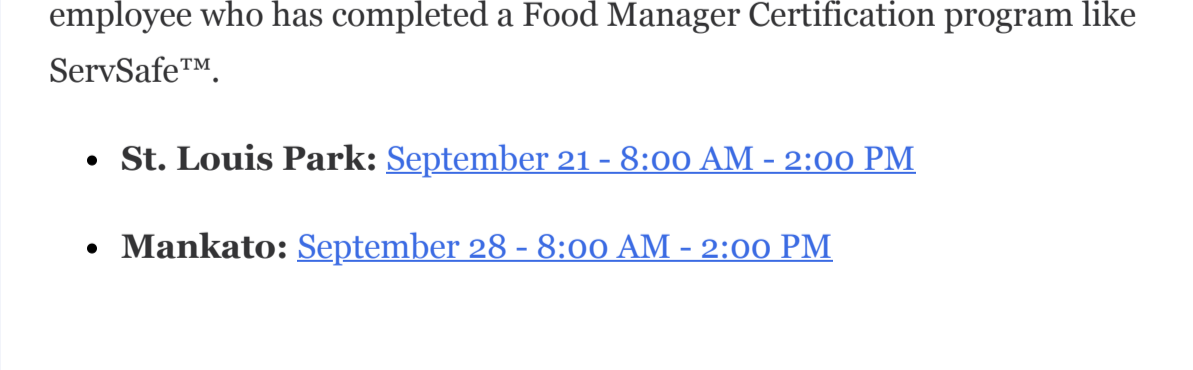 employee who has completed a Food Manager Certification program like
ServSafe™.
• St. Louis Park: September 21 - 8:00 AM - 2:00 PM
• Mankato: September 28 - 8:00 AM - 2:00 PM